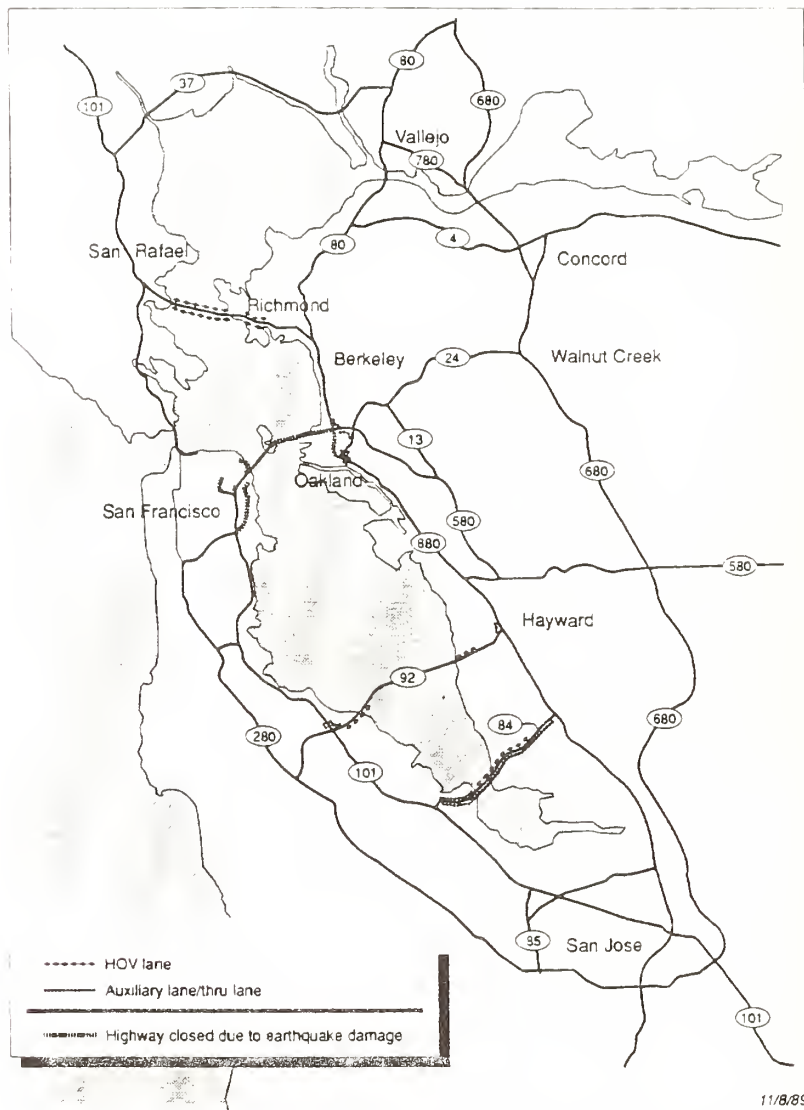 80
37
101
680
Vallejo
780
San Rafael
80
4
Concord
Richmond
Berkeley
24
Walnut Creek
13
680
Oakland
San Francisco
580
880
580
Hayward
92
84
680
280
101
85
San Jose
HOV lane
Auxiliary lane/thru lane
Highway closed due to earthquake damage
101
11/8/89